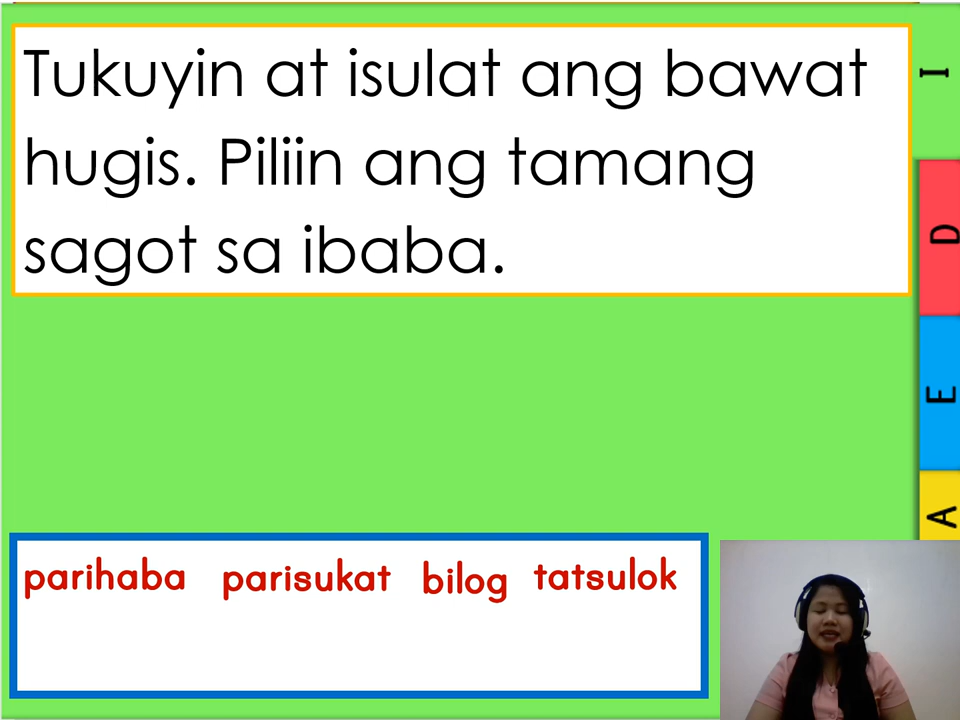 Tukuyin at isulat ang bawat
hugis. Piliin ang tamang
sagot sa ibaba.
I
D
E
A
parihaba parisukat bilog tatsulok